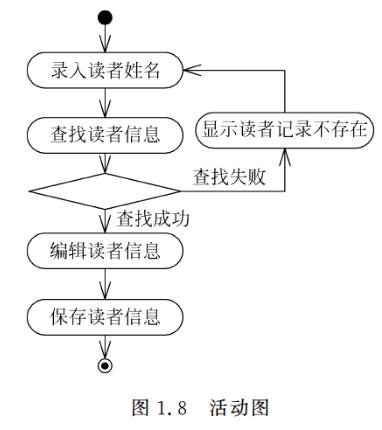 录入读者姓名
查找读者信息
显示读者记录不存在
查找失败
查找成功
编辑读者信息
保存读者信息
图 1.8 活动图